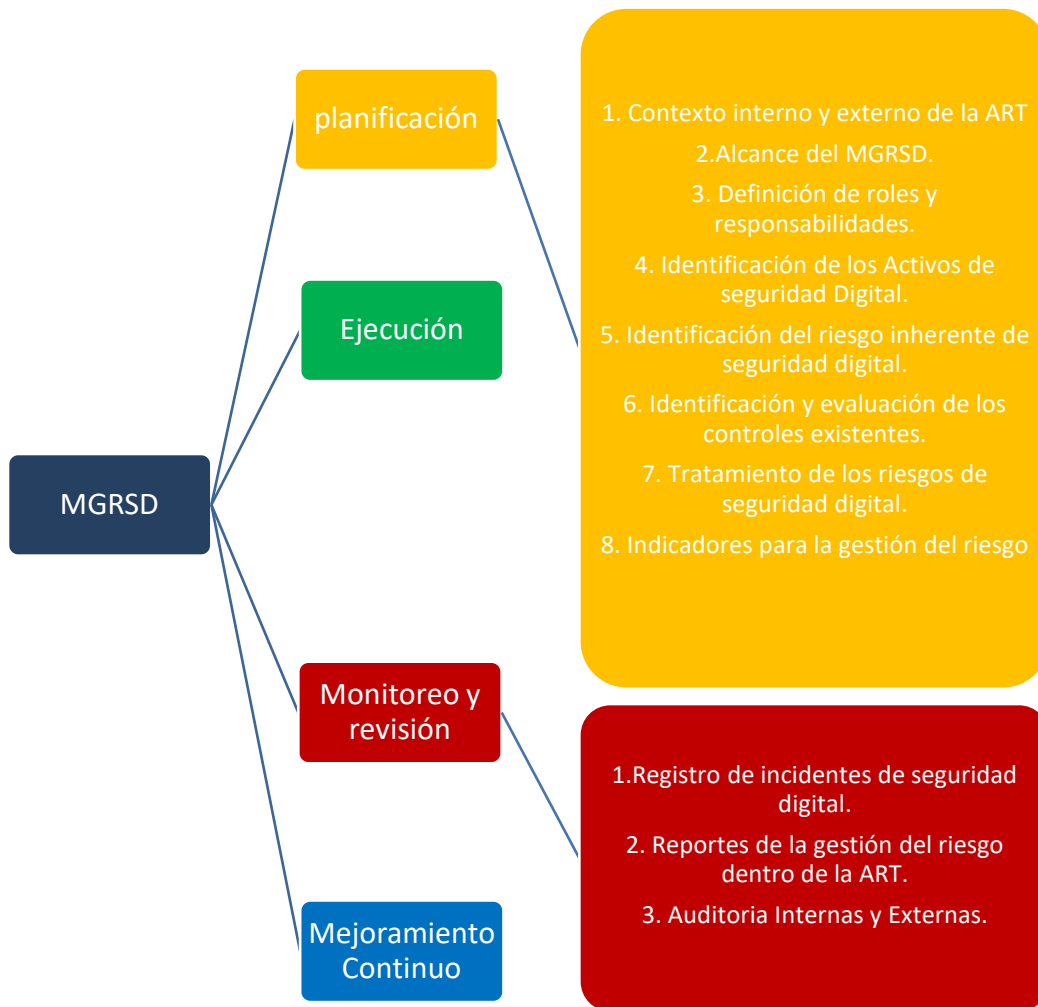 planificación
1. Contexto interno y externo de la ART
2.Alcance del MGRSD.
3. Definición de roles y
responsabilidades.
4. Identificación de los Activos de
seguridad Digital.
5. Identificación del riesgo inherente de
seguridad digital.
6. Identificación y evaluación de los
controles existentes.
7. Tratamiento de los riesgos de
seguridad digital.
8. Indicadores para la gestión del riesgo
Ejecución
MGRSD
Monitoreo y
revisión
1.Registro de incidentes de seguridad
digital.
2. Reportes de la gestión del riesgo
dentro de la ART.
3. Auditoria Internas y Externas.
Mejoramiento
Continuo